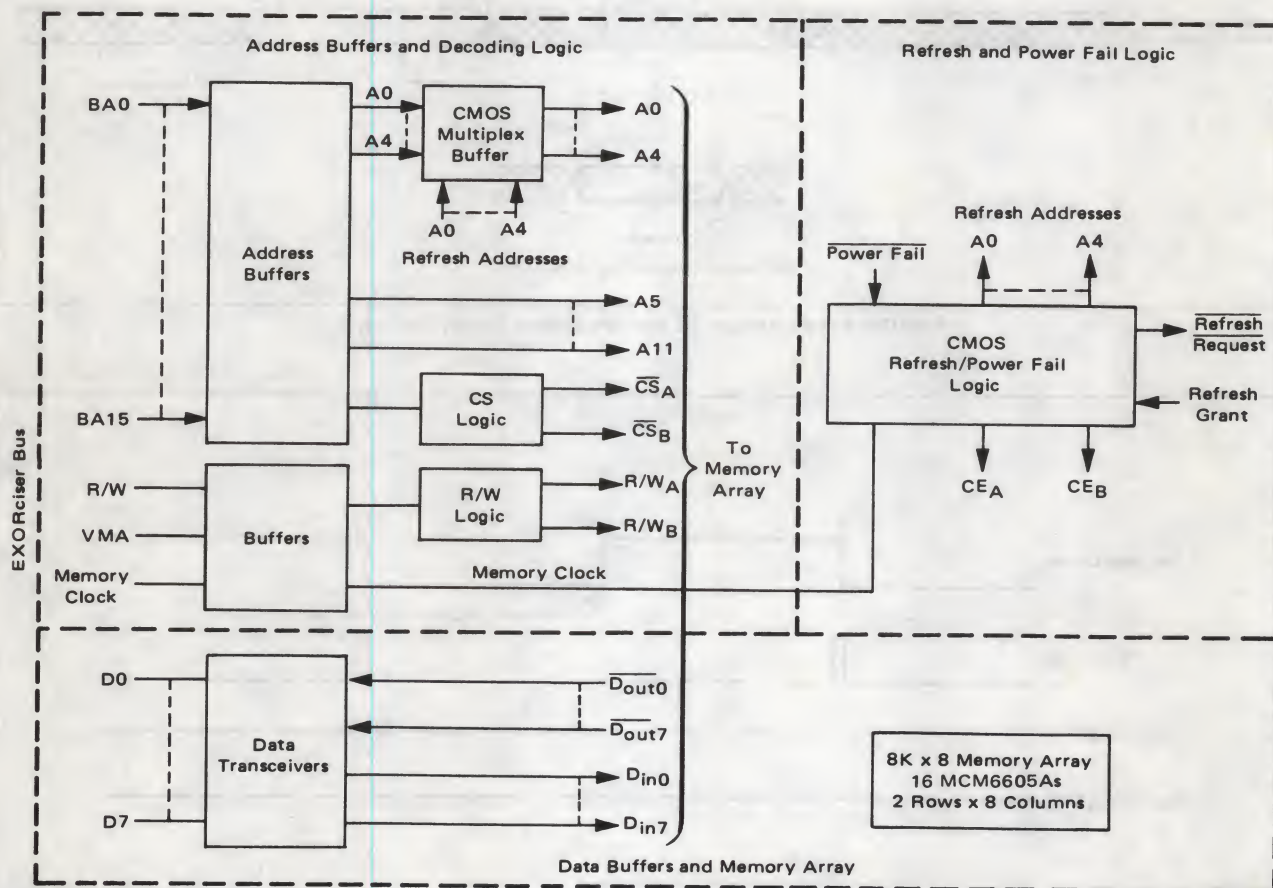 Address Buffers and Decoding Logic
BA0
BA15
Address
Buffers
A0
A4
CMOS
Multiplex
Buffer
A0
A4
A0
A4
Refresh Addresses
A5
A11
CS
Logic
CSA
CSB
EXORciser Bus
R/W
VMA
Memory
Clock
Buffers
R/W
Logic
R/WA
R/WB
Memory Clock
To
Memory
Array
Refresh and Power Fail Logic
Refresh Addresses
A0
A4
Power Fail
CMOS
Refresh/Power Fail
Logic
Refresh
Request
Refresh
Grant
CEA
CEB
D0
D7
Data
Transceivers
Dout0
Dout7
Din0
Din7
8K x 8 Memory Array
16 MCM6605As
2 Rows x 8 Columns
Data Buffers and Memory Array